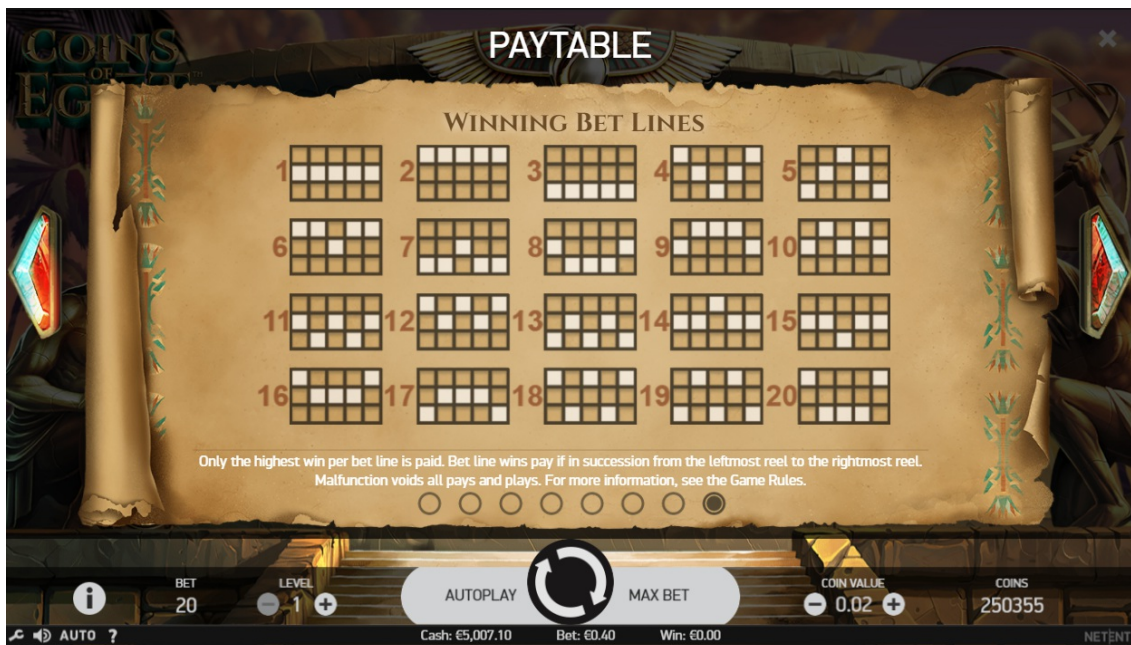 COINS
OF
EGYPT™
PAYTABLE
WINNING BET LINES
1 2 3 4 5
6 7 8 9 10
11 12 13 14 15
16 17 18 19 20
Only the highest win per bet line is paid. Bet line wins pay if in succession from the leftmost reel to the rightmost reel.
Malfunction voids all pays and plays. For more information, see the Game Rules.
BET
20
LEVEL
1
AUTOPLAY
MAX BET
COIN VALUE
0.02
COINS
250355
AUTO ?
Cash: €5,007.10 Bet: €0.40 Win: €0.00
NETENT